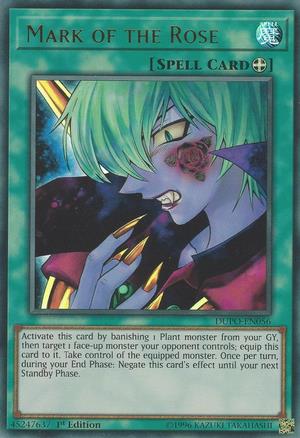 MARK OF THE ROSE
[SPELL CARD]
DUPO-EN056
Activate this card by banishing 1 Plant monster from your GY,
then target 1 face-up monster your opponent controls; equip
this card to it. Take control of the equipped monster. Once per turn,
during your End Phase: Negate this card's effect until your next
Standby Phase.
45247637 1st Edition ©1996 KAZUKI TAKAHASHI